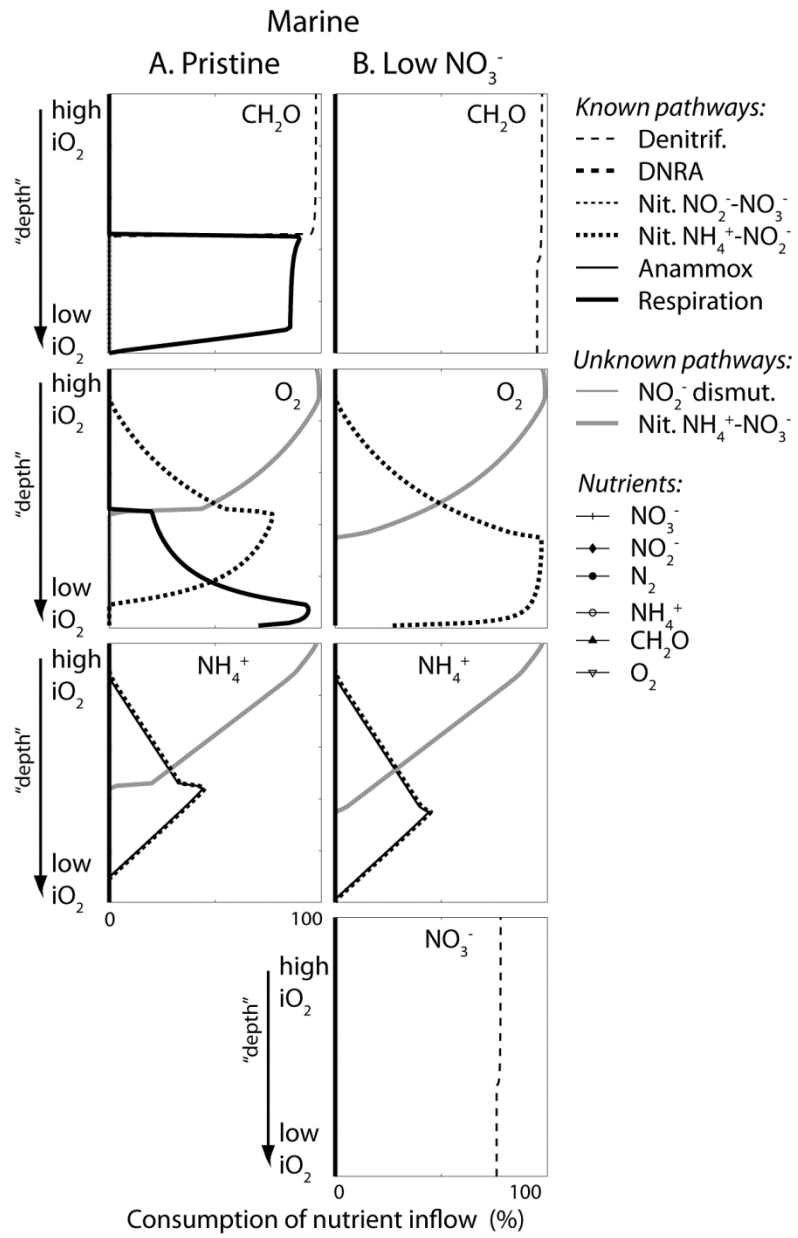 Marine
A. Pristine
B. Low NO₃⁻
high
iO₂
"depth"
low
iO₂
CH₂O
CH₂O
high
iO₂
"depth"
low
iO₂
O₂
O₂
high
iO₂
"depth"
low
iO₂
NH₄⁺
NH₄⁺
0
100
high
iO₂
"depth"
low
iO₂
NO₃⁻
0
100
Consumption of nutrient inflow (%)
Known pathways:
Denitrif.
DNRA
Nit. NO₂⁻-NO₃⁻
Nit. NH₄⁺-NO₂⁻
Anammox
Respiration
Unknown pathways:
NO₂⁻ dismut.
Nit. NH₄⁺-NO₃⁻
Nutrients:
NO₃⁻
NO₂⁻
N₂
NH₄⁺
CH₂O
O₂